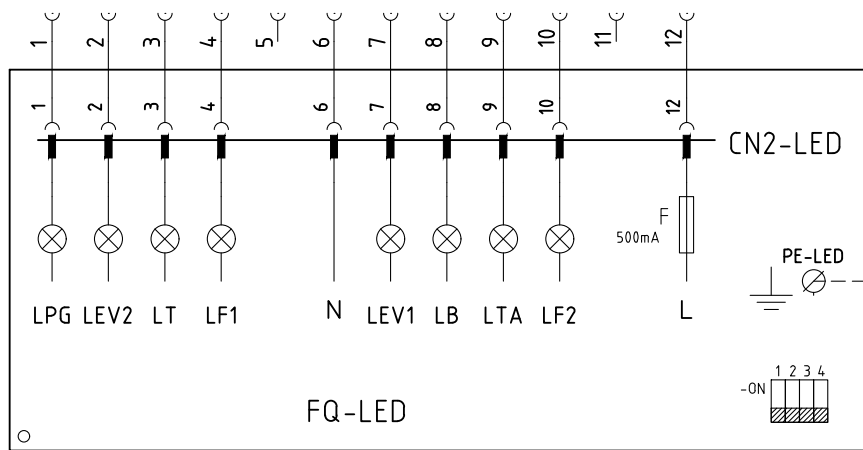 1 2 3 4 5 6 7 8 9 10 11 12
1 2 3 4 6 7 8 9 10 12
CN2-LED
F
500mA
PE-LED
LPG LEV2 LT LF1 N LEV1 LB LTA LF2 L
1 2 3 4
-ON
FQ-LED